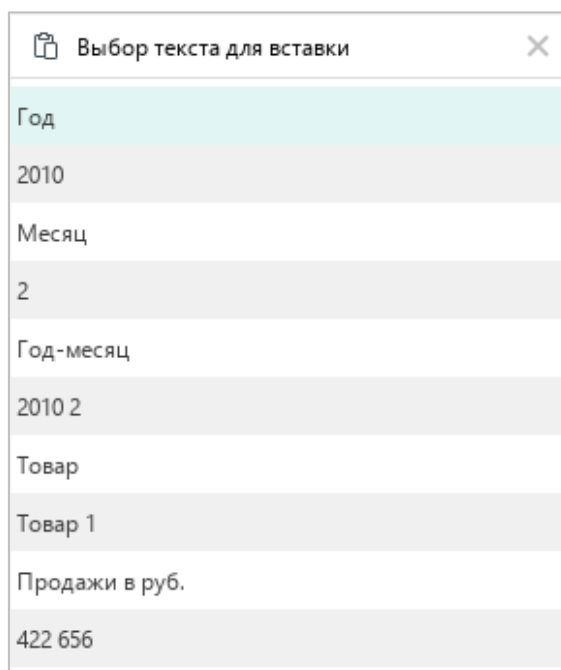 Выбор текста для вставки
Год
2010
Месяц
2
Год-месяц
2010 2
Товар
Товар 1
Продажи в руб.
422 656